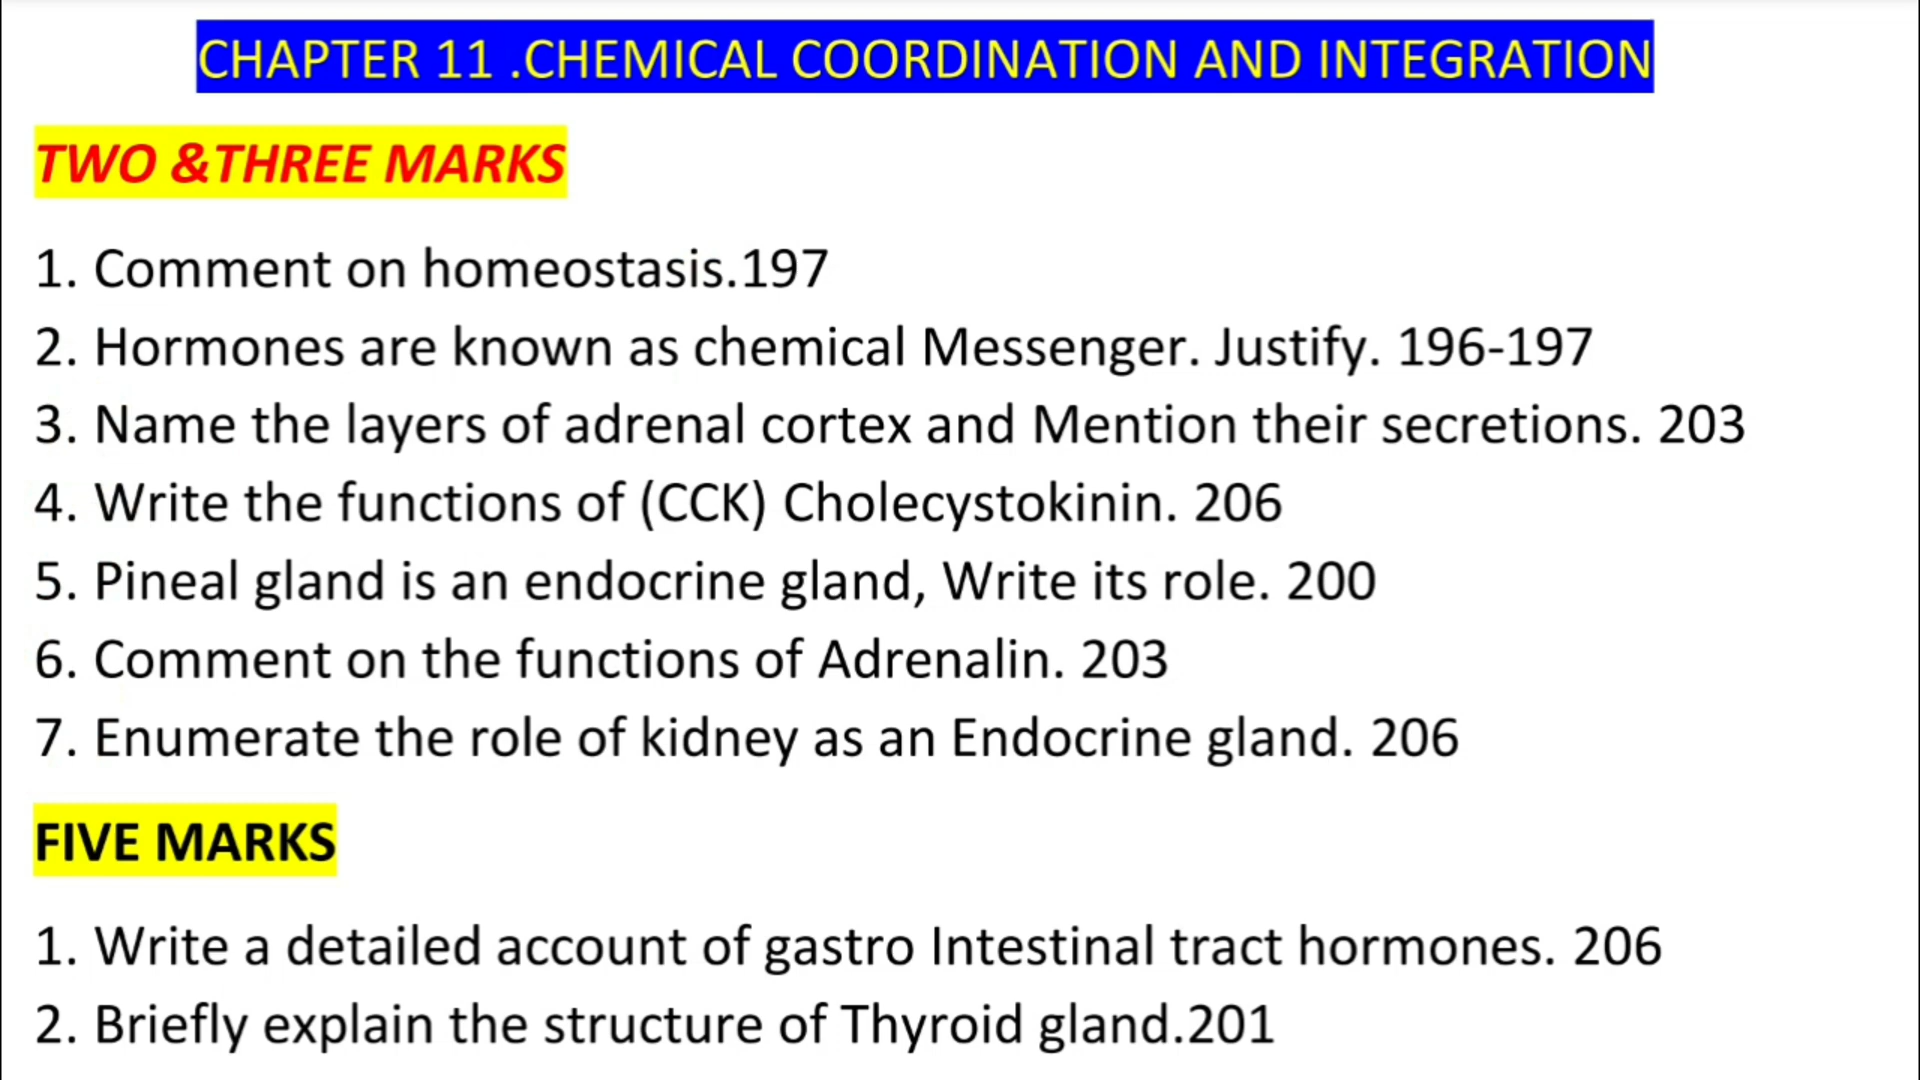 CHAPTER 11 .CHEMICAL COORDINATION AND INTEGRATION
TWO &THREE MARKS
1. Comment on homeostasis.197
2. Hormones are known as chemical Messenger. Justify. 196-197
3. Name the layers of adrenal cortex and Mention their secretions. 203
4. Write the functions of (CCK) Cholecystokinin. 206
5. Pineal gland is an endocrine gland, Write its role. 200
6. Comment on the functions of Adrenalin. 203
7. Enumerate the role of kidney as an Endocrine gland. 206
FIVE MARKS
1. Write a detailed account of gastro Intestinal tract hormones. 206
2. Briefly explain the structure of Thyroid gland.201